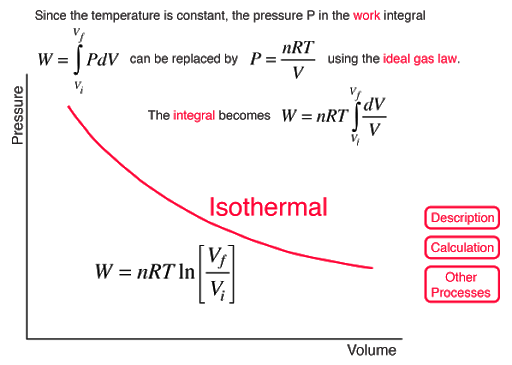 Since the temperature is constant, the pressure P in the work integral
W = ∫_{V_i}^{V_f} PdV can be replaced by P = nRT/V using the ideal gas law.
The integral becomes W = nRT ∫_{V_i}^{V_f} dV/V
Pressure
Isothermal
W = nRT ln[V_f/V_i]
Description
Calculation
Other
Processes
Volume